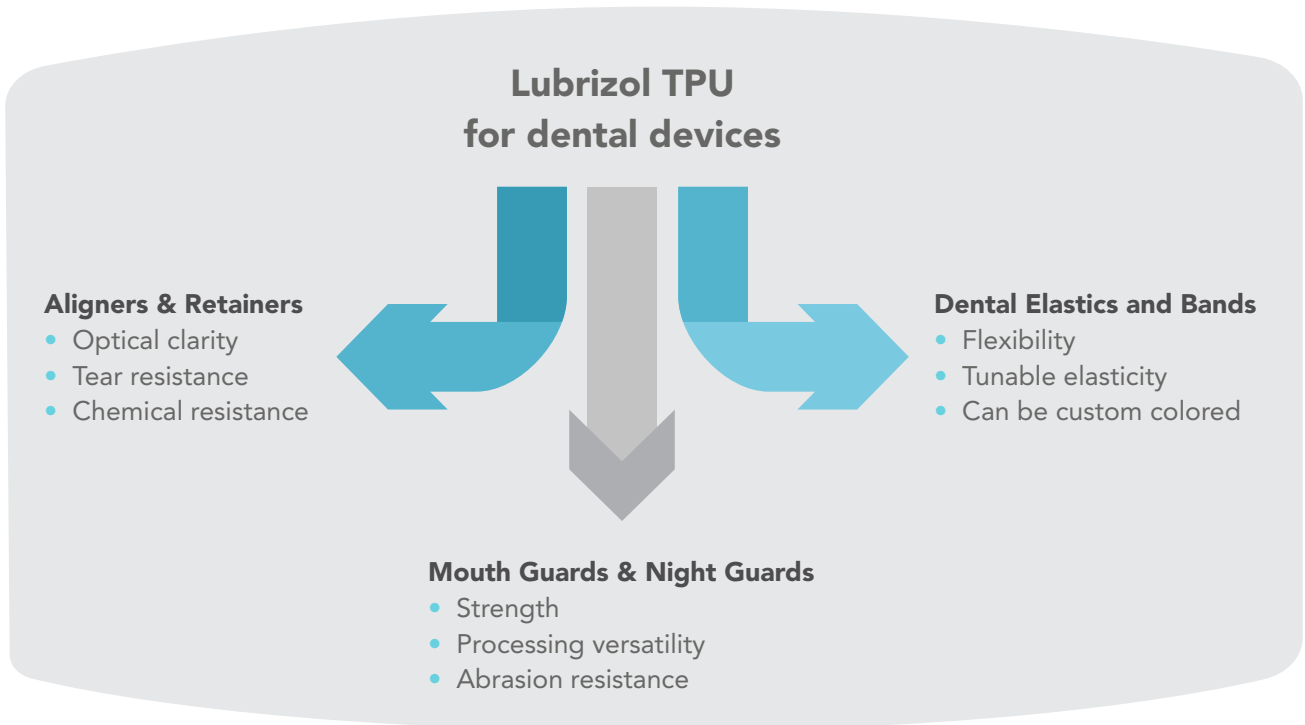 Lubrizol TPU
for dental devices
Aligners & Retainers
• Optical clarity
• Tear resistance
• Chemical resistance
Dental Elastics and Bands
• Flexibility
• Tunable elasticity
• Can be custom colored
Mouth Guards & Night Guards
• Strength
• Processing versatility
• Abrasion resistance